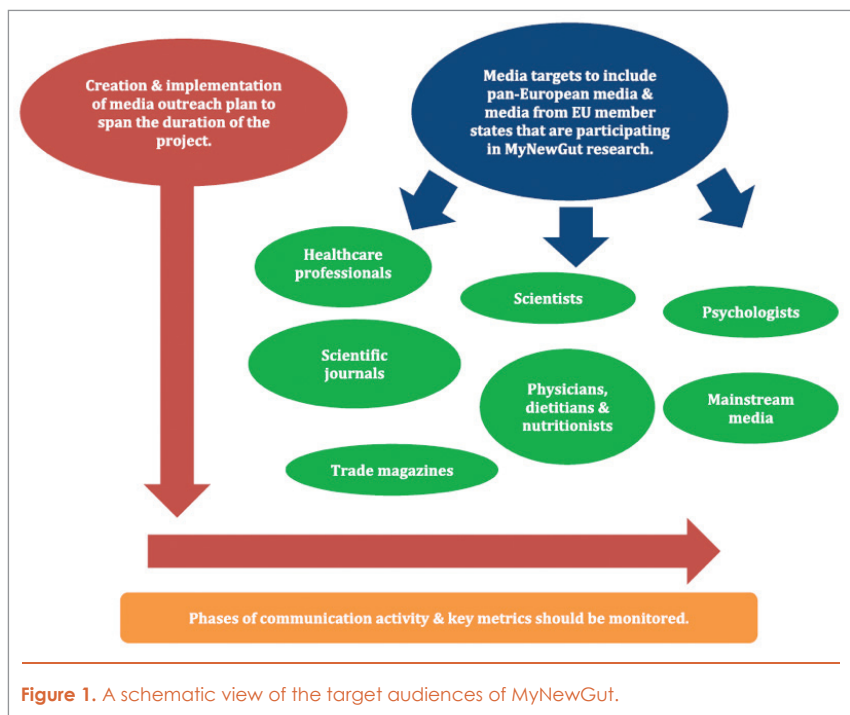 Creation & implementation
of media outreach plan to
span the duration of the
project.
Media targets to include
pan-European media &
media from EU member
states that are participating
in MyNewGut research.
Healthcare
professionals
Scientists
Psychologists
Scientific
journals
Physicians,
dietitians &
nutritionists
Mainstream
media
Trade magazines
Phases of communication activity & key metrics should be monitored.
Figure 1. A schematic view of the target audiences of MyNewGut.